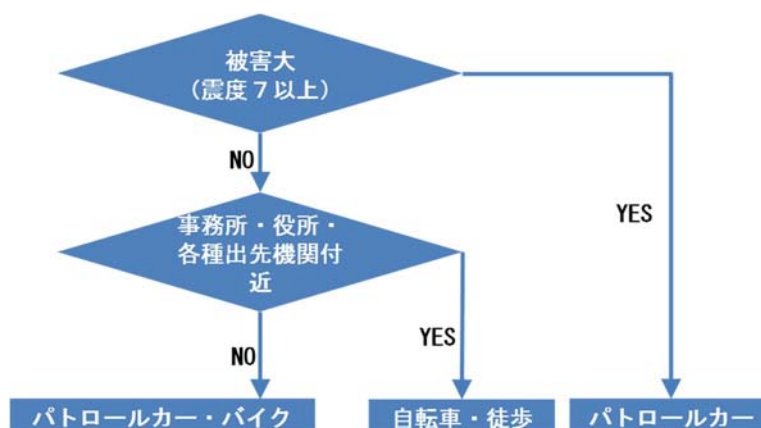 被害大
（震度７以上）
NO
YES
事務所・役所・
各種出先機関付
近
NO
YES
パトロールカー・バイク
自転車・徒歩
パトロールカー